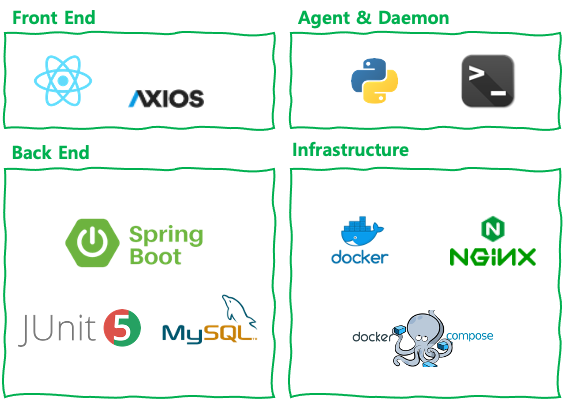 Front End
AXIOS
Agent & Daemon
>_
Back End
Spring
Boot
JUnit 5
MySQL
Infrastructure
docker
N
NGINX
docker compose